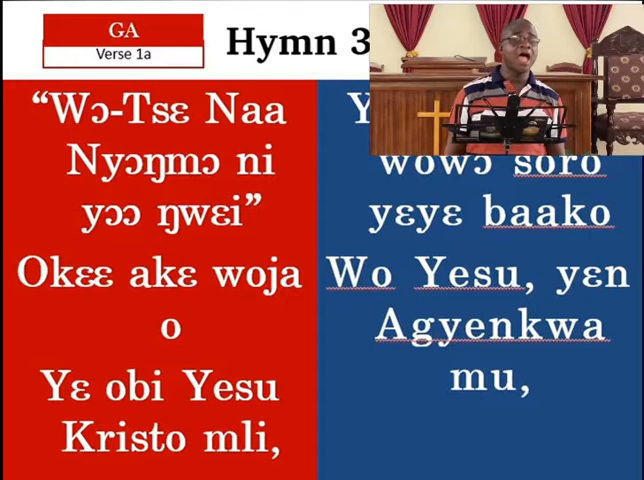 GA
Verse 1a
Hymn 3
“Wɔ-Tsɛ Naa
Nyɔŋmɔ ni
yɔɔ ŋwɛi”
Okɛɛ akɛ woja
o
Yɛ obi Yesu
Kristo mli,
wowɔ soro
yɛyɛ baako
Wo Yesu, yɛn
Agyenkwa
mu,